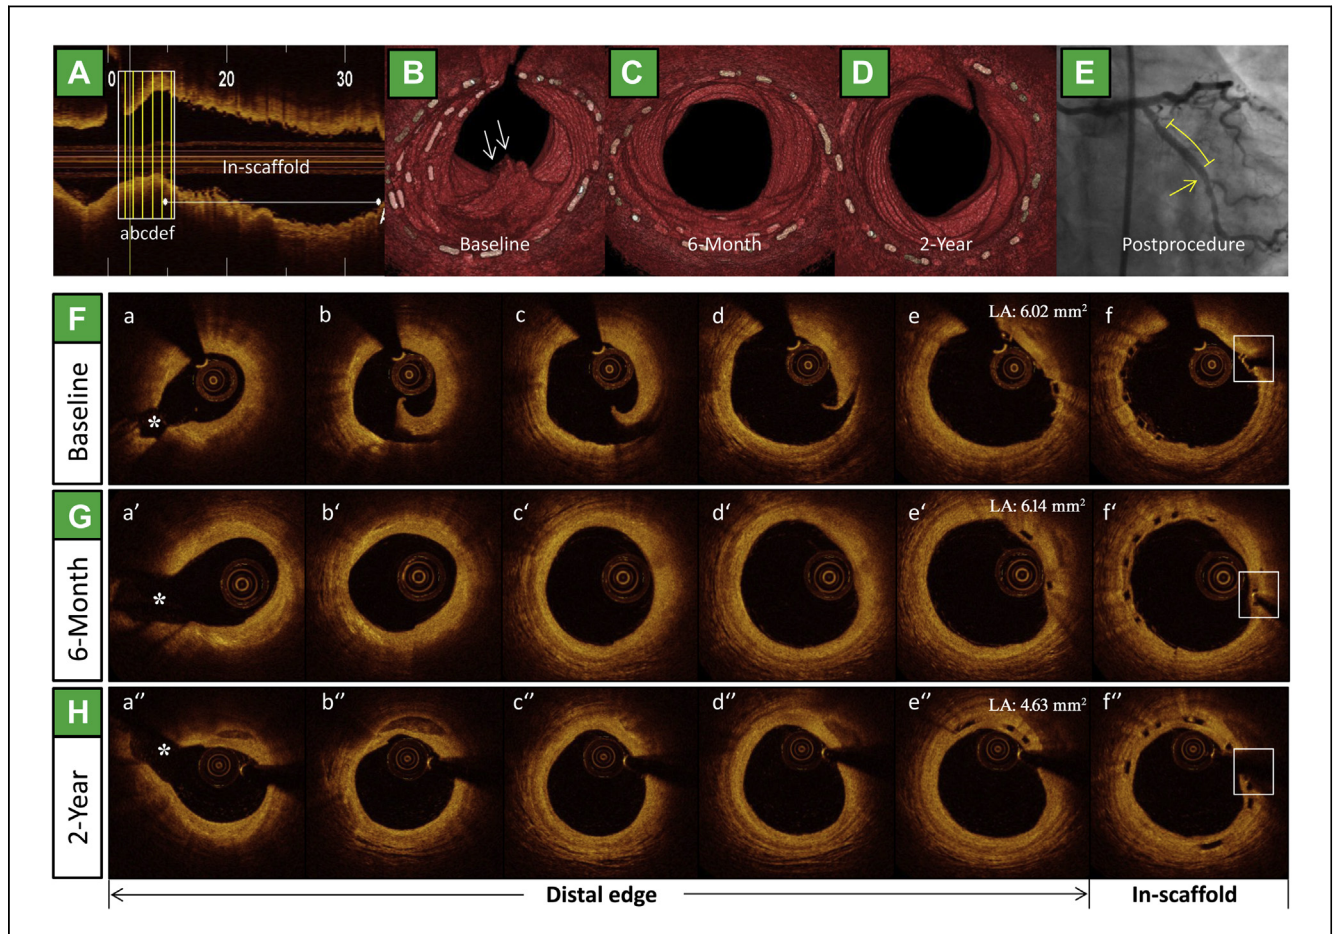 A
0
20
30
In-scaffold
abcdef
B
Baseline
C
6-Month
D
2-Year
E
Postprocedure
F
Baseline
a
b
c
d
e
LA: 6.02 mm²
f
*
G
6-Month
a′
b‘
c‘
d‘
e‘
LA: 6.14 mm²
f‘
*
H
2-Year
a″
b″
c″
d″
e″
LA: 4.63 mm²
f″
*
Distal edge
In-scaffold